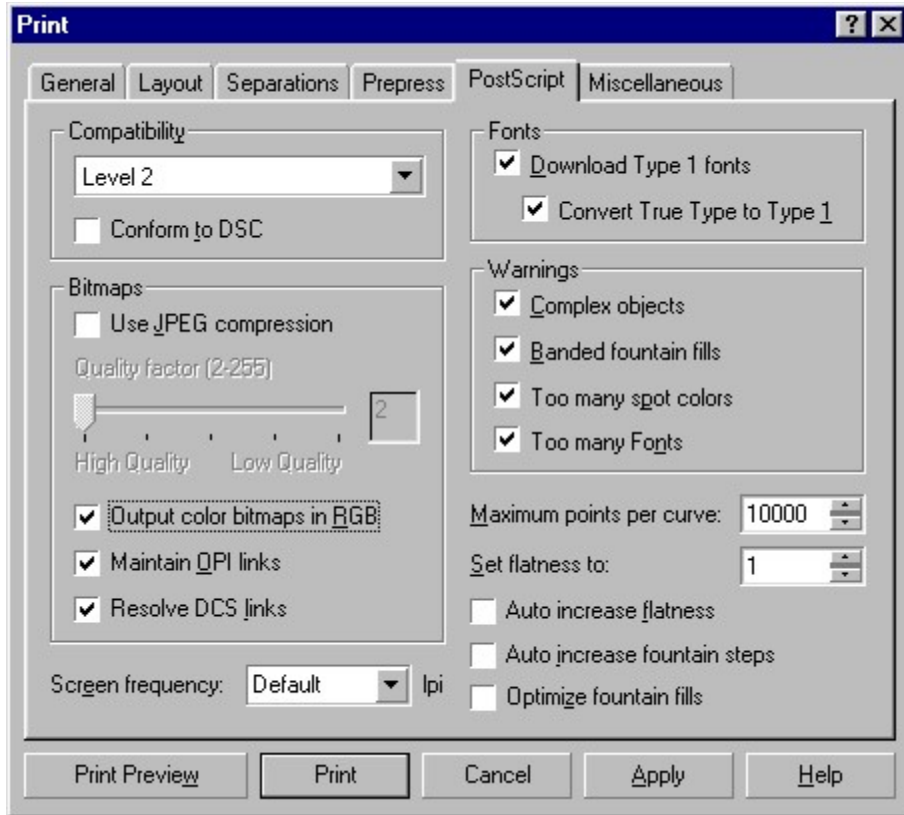 Print
General Layout Separations Prepress PostScript Miscellaneous
Compatibility
Level 2
Conform to DSC
Bitmaps
Use JPEG compression
Quality factor (2-255)
2
High Quality Low Quality
Output color bitmaps in RGB
Maintain OPI links
Resolve DCS links
Screen frequency: Default lpi
Fonts
Download Type 1 fonts
Convert True Type to Type 1
Warnings
Complex objects
Banded fountain fills
Too many spot colors
Too many Fonts
Maximum points per curve: 10000
Set flatness to: 1
Auto increase flatness
Auto increase fountain steps
Optimize fountain fills
Print Preview Print Cancel Apply Help